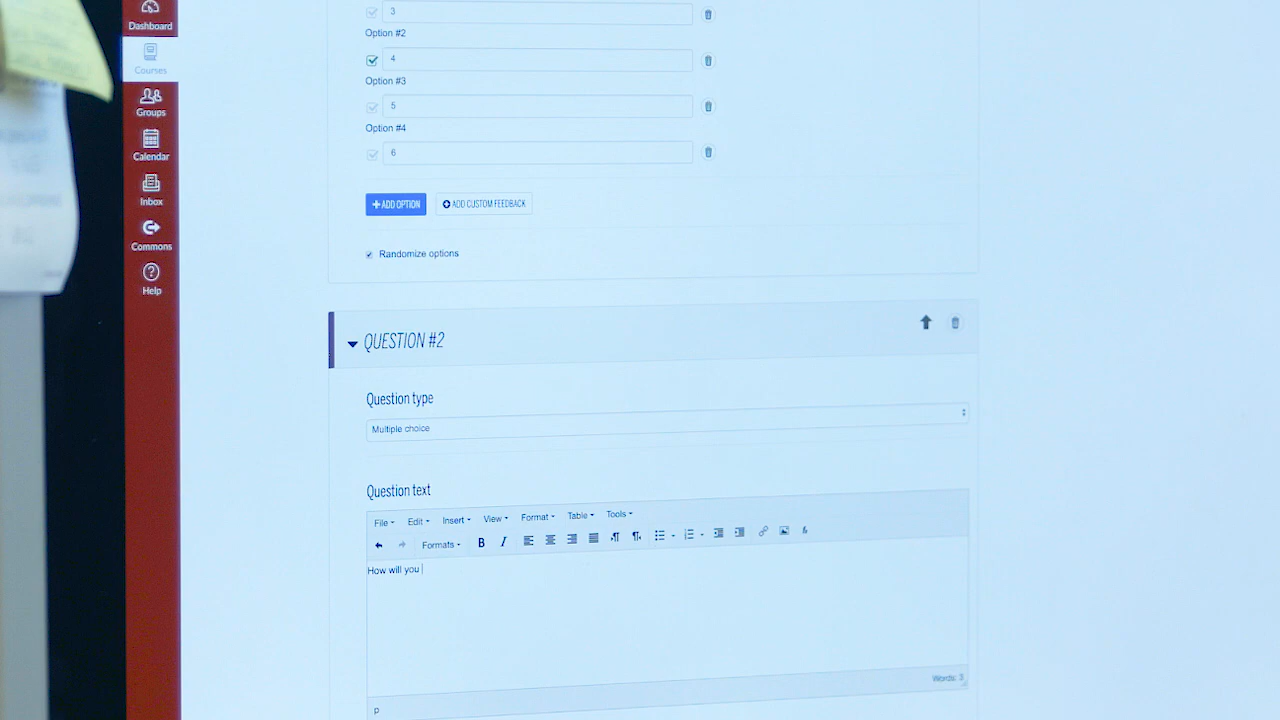 Dashboard
Courses
Groups
Calendar
Inbox
Commons
Help
3
Option #2
4
Option #3
5
Option #4
6
ADD OPTION
ADD CUSTOM FEEDBACK
Randomize options
QUESTION #2
Question type
Multiple choice
Question text
File Edit Insert View Format Table Tools
Formats B I
How will you
Words: 3
p